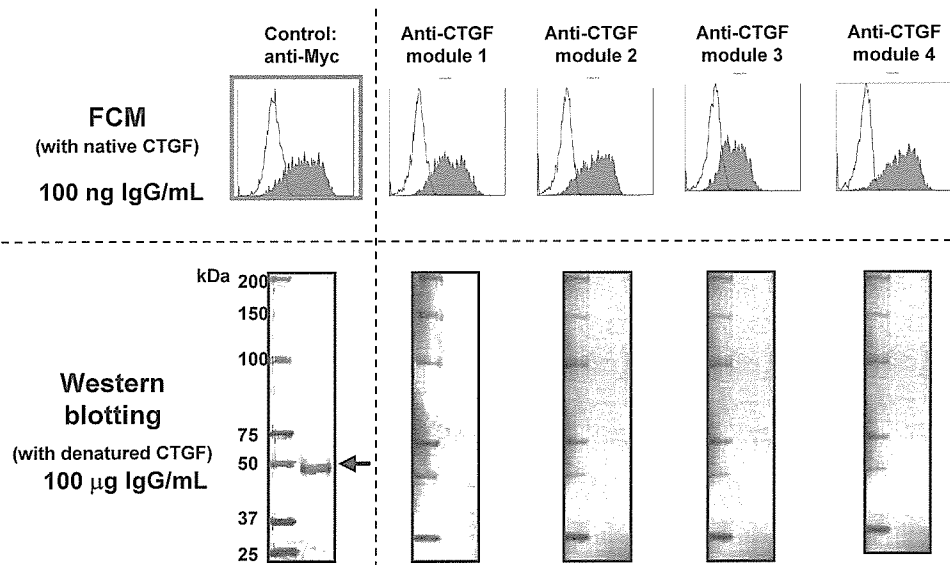 Control:
anti-Myc
Anti-CTGF
module 1
Anti-CTGF
module 2
Anti-CTGF
module 3
Anti-CTGF
module 4
FCM
(with native CTGF)
100 ng IgG/mL
kDa
200
150
100
75
50
37
25
Western
blotting
(with denatured CTGF)
100 μg IgG/mL